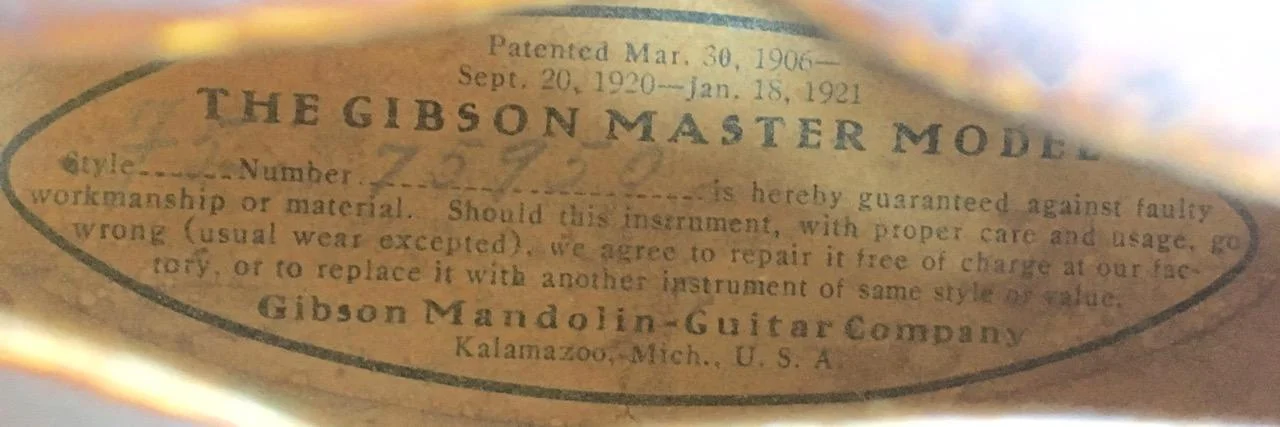 Patented Mar. 30, 1906—
Sept. 20, 1920—Jan. 18, 1921
THE GIBSON MASTER MODEL
Style Number 75950 is hereby guaranteed against faulty
workmanship or material. Should this instrument, with proper care and usage, go
wrong (usual wear excepted), we agree to repair it free of charge at our fac-
tory, or to replace it with another instrument of same style or value.
Gibson Mandolin-Guitar Company
Kalamazoo, Mich., U. S. A.